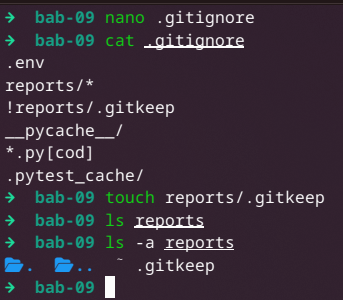 ➜ bab-09 nano .gitignore
➜ bab-09 cat .gitignore
.env
reports/*
!reports/.gitkeep
__pycache__/
*.py[cod]
.pytest_cache/
➜ bab-09 touch reports/.gitkeep
➜ bab-09 ls reports
➜ bab-09 ls -a reports
. .. .gitkeep
➜ bab-09